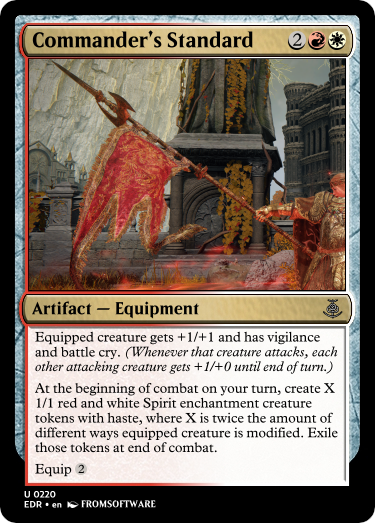 Commander's Standard 2
Artifact — Equipment
Equipped creature gets +1/+1 and has vigilance
and battle cry. (Whenever that creature attacks, each
other attacking creature gets +1/+0 until end of turn.)
At the beginning of combat on your turn, create X
1/1 red and white Spirit enchantment creature
tokens with haste, where X is twice the amount of
different ways equipped creature is modified. Exile
those tokens at end of combat.
Equip 2
U 0220
EDR • en FROMSOFTWARE